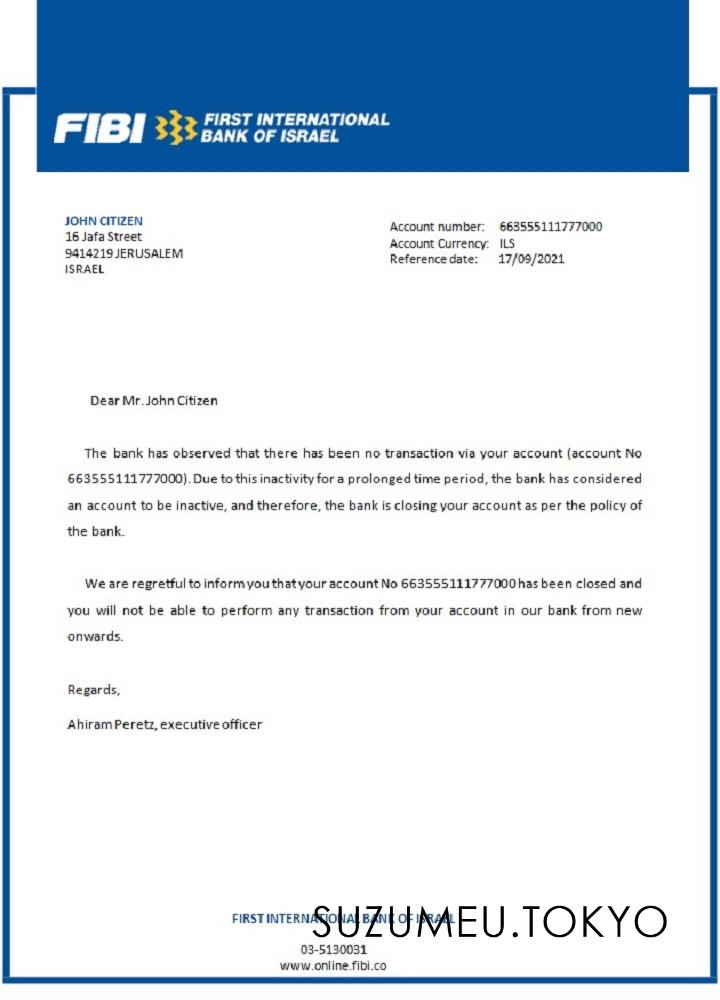 FIBI FIRST INTERNATIONAL
BANK OF ISRAEL
JOHN CITIZEN
16 Jafa Street
9414219 JERUSALEM
ISRAEL
Account number: 663555111777000
Account Currency: ILS
Reference date: 17/09/2021
Dear Mr. John Citizen
The bank has observed that there has been no transaction via your account (account No
663555111777000). Due to this inactivity for a prolonged time period, the bank has considered
an account to be inactive, and therefore, the bank is closing your account as per the policy of
the bank.
We are regretful to inform you that your account No 663555111777000 has been closed and
you will not be able to perform any transaction from your account in our bank from new
onwards.
Regards,
Ahiram Peretz, executive officer
FIRST INTERNATIONAL BANK OF ISRAEL
SUZUMEU.TOKYO
03-5130031
www.online.fibi.co